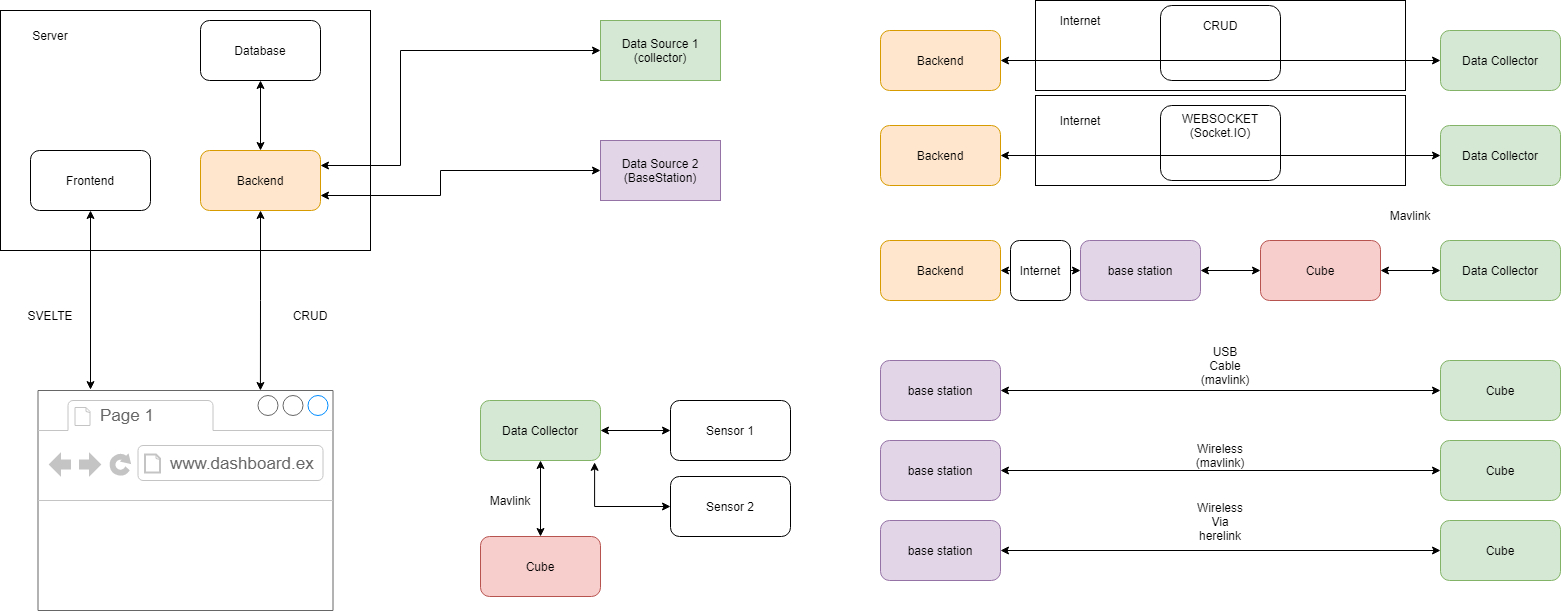 Server
Database
Frontend
Backend
SVELTE
CRUD
Page 1
www.dashboard.ex
Data Source 1
(collector)
Data Source 2
(BaseStation)
Data Collector
Sensor 1
Sensor 2
Mavlink
Cube
Backend
Internet
CRUD
Data Collector
Backend
Internet
WEBSOCKET
(Socket.IO)
Data Collector
Mavlink
Backend
Internet
base station
Cube
Data Collector
base station
USB
Cable
(mavlink)
Cube
base station
Wireless
(mavlink)
Cube
base station
Wireless
Via
herelink
Cube